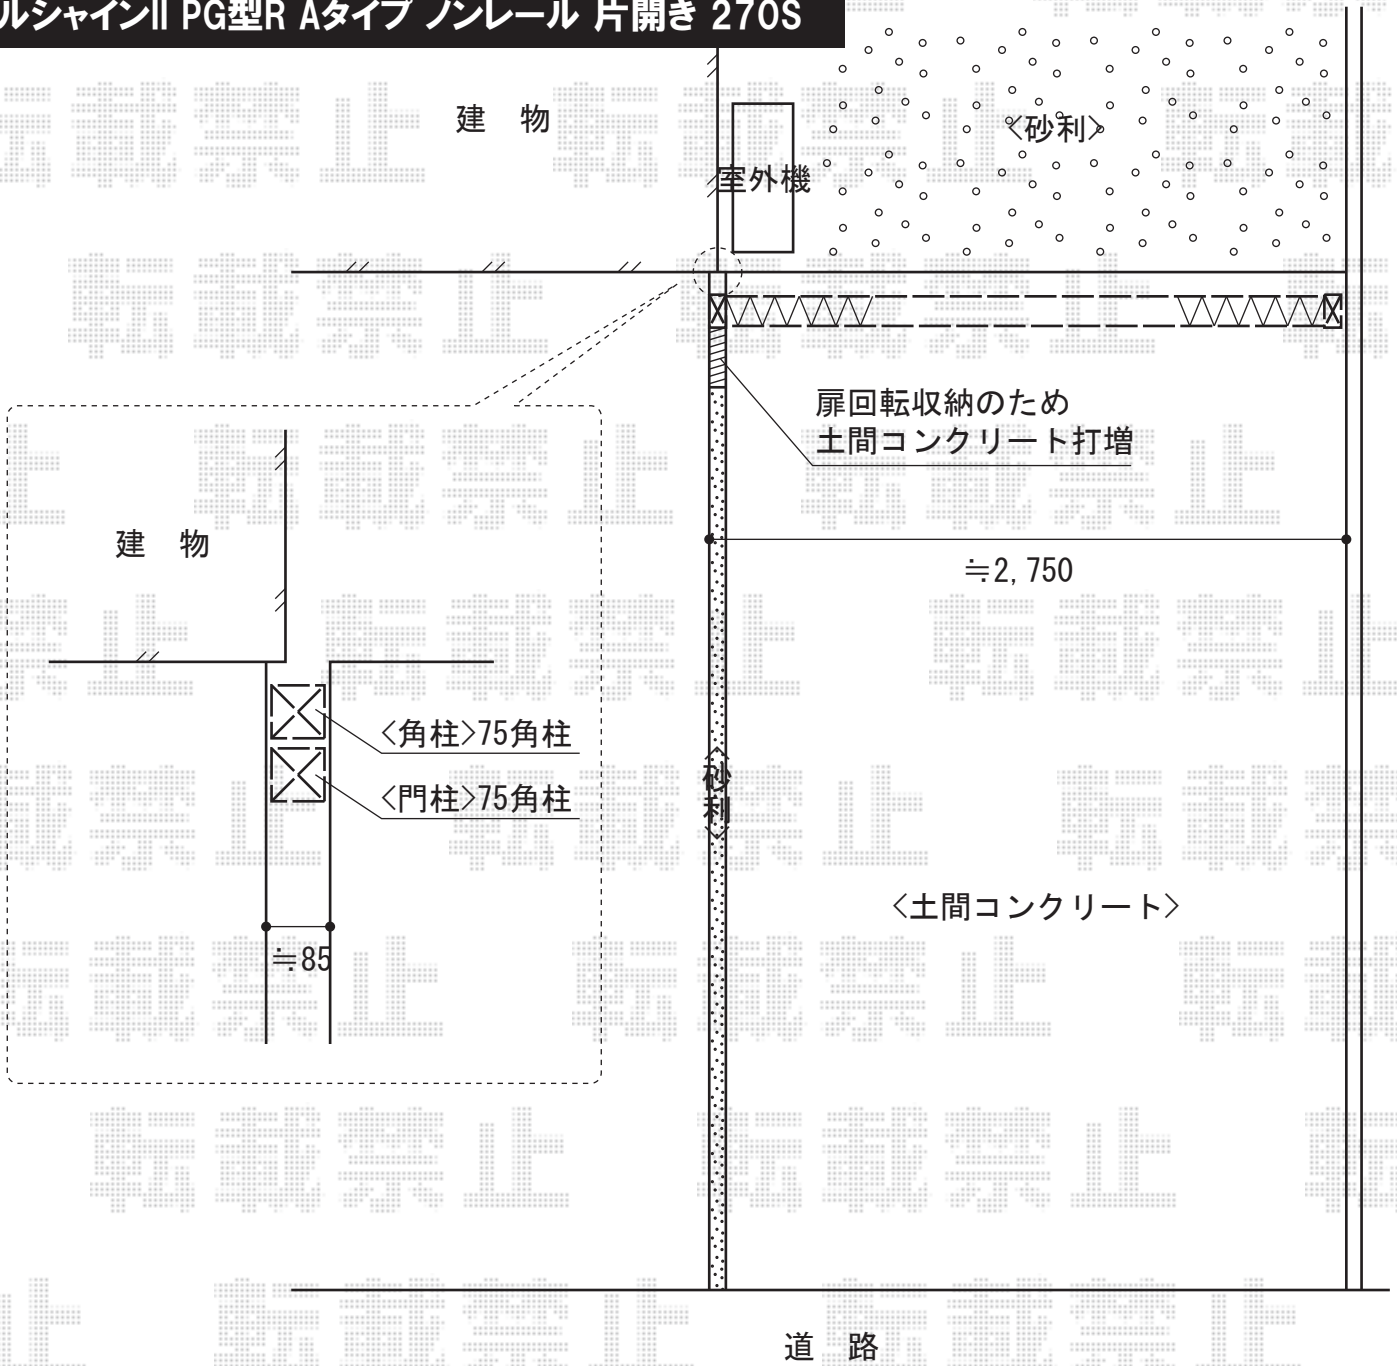 ルシャインII PG型R Aタイプ ノンレール 片開き 270S
建 物
室外機
<砂利>
扉回転収納のため
土間コンクリート打増
≒2,750
建 物
<角柱>75角柱
<門柱>75角柱
≒85
<砂利>
<土間コンクリート>
道 路
転載禁止